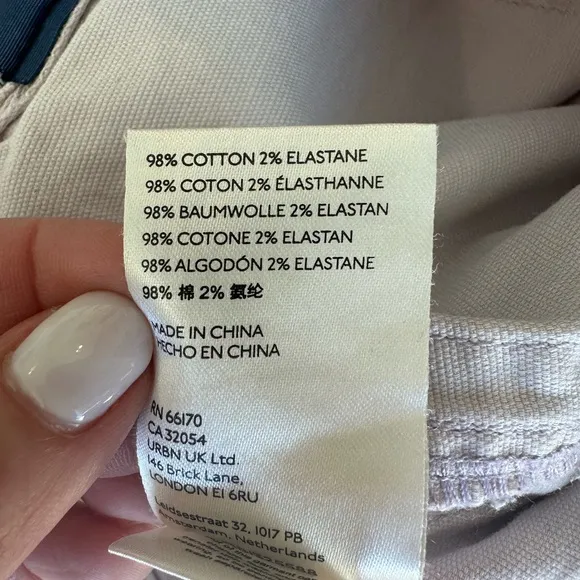 98% COTTON 2% ELASTANE
98% COTON 2% ÉLASTHANNE
98% BAUMWOLLE 2% ELASTAN
98% COTONE 2% ELASTAN
98% ALGODÓN 2% ELASTANE
98% 棉 2% 氨纶
MADE IN CHINA
HECHO EN CHINA
RN 66170
CA 32054
URBN UK Ltd.
146 Brick Lane,
LONDON E1 6RU
Leidsestraat 32, 1017 PB
Amsterdam, Netherlands